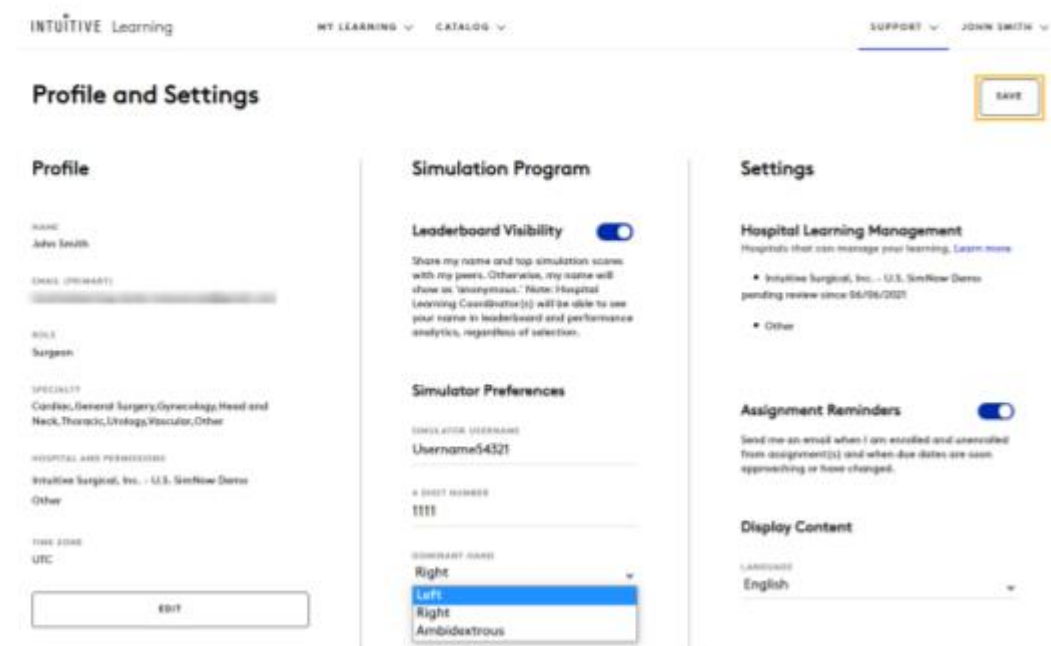 INTUITIVE Learning
MY LEARNING
CATALOG
SUPPORT
JOHN SMITH
Profile and Settings
SAVE
Profile
NAME
John Smith
EMAIL (PRIMARY)
ROLE
Surgeon
SPECIALTY
Cardiac,General Surgery,Gynecology,Head and
Neck,Thoracic,Urology,Vascular,Other
HOSPITAL AND PERMISSIONS
Intuitive Surgical, Inc. - U.S. SimNow Demo
Other
TIME ZONE
UTC
EDIT
Simulation Program
Leaderboard Visibility
Share my name and top simulation scores
with my peers. Otherwise, my name will
show as 'anonymous.' Note: Hospital
Learning Coordinator(s) will be able to see
your name in leaderboard and performance
analytics, regardless of selection.
Simulator Preferences
SIMULATOR USERNAME
Username54321
4 DIGIT NUMBER
1111
DOMINANT HAND
Right
Left
Right
Ambidextrous
Settings
Hospital Learning Management
Hospitals that can manage your learning. Learn more
• Intuitive Surgical, Inc. - U.S. SimNow Demo
pending review since 06/06/2021
• Other
Assignment Reminders
Send me an email when I am enrolled and unenrolled
from assignment(s) and when due dates are soon
approaching or have changed.
Display Content
LANGUAGE
English